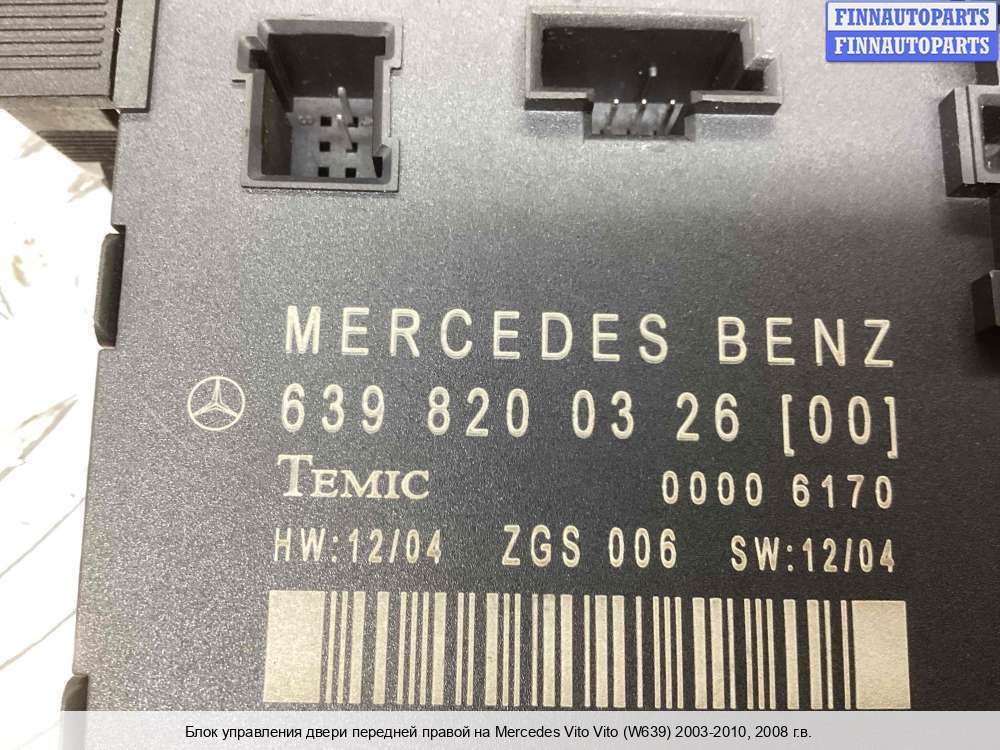 FINNAUTOPARTS
FINNAUTOPARTS
MERCEDES BENZ
639 820 03 26 [00]
TEMIC 0000 6170
HW:12/04 ZGS 006 SW:12/04
Блок управления двери передней правой на Mercedes Vito Vito (W639) 2003-2010, 2008 г.в.